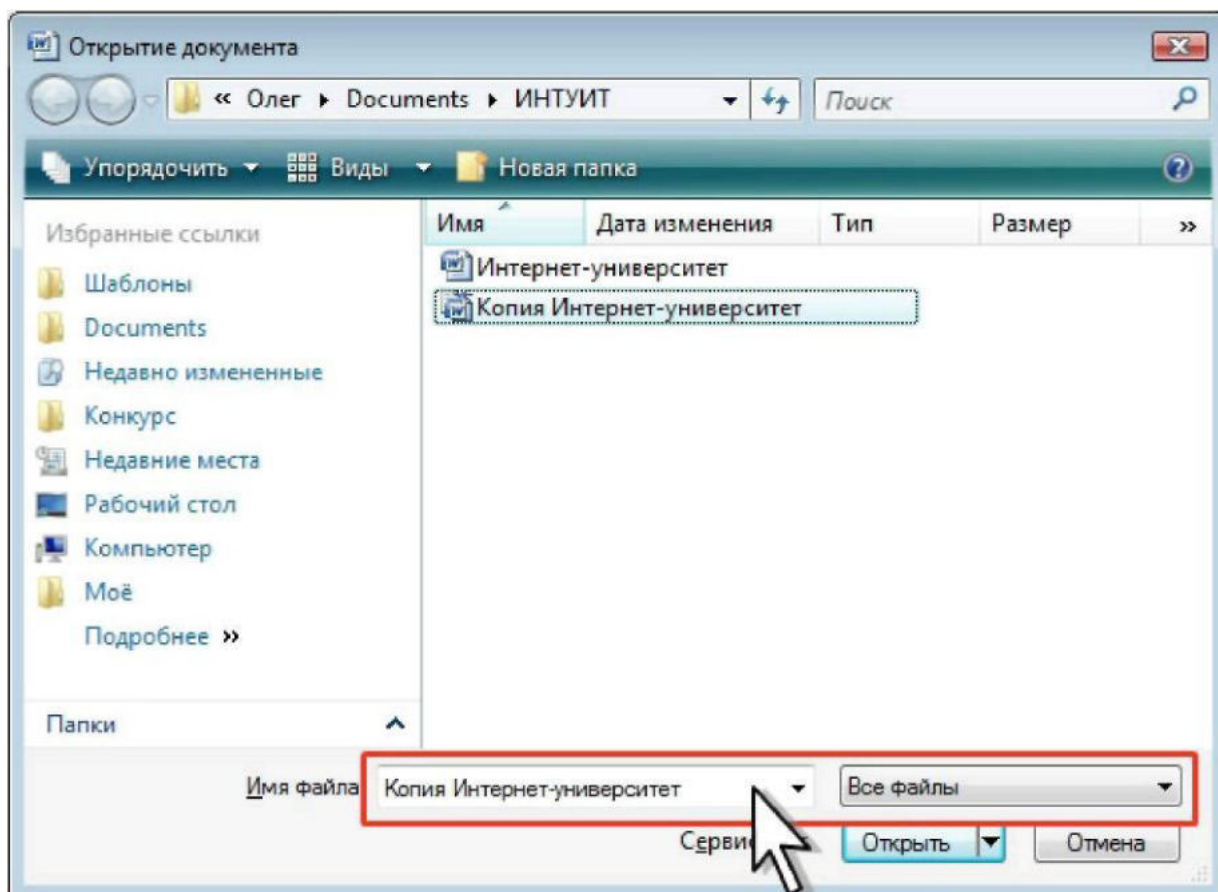 Открытие документа
« Олег ▸ Documents ▸ ИНТУИТ
Поиск
Упорядочить
Виды
Новая папка
Избранные ссылки
Шаблоны
Documents
Недавно измененные
Конкурс
Недавние места
Рабочий стол
Компьютер
Моё
Подробнее »
Папки
Имя Дата изменения Тип Размер »
Интернет-университет
Копия Интернет-университет
Имя файла
Копия Интернет-университет
Все файлы
Открыть
Отмена